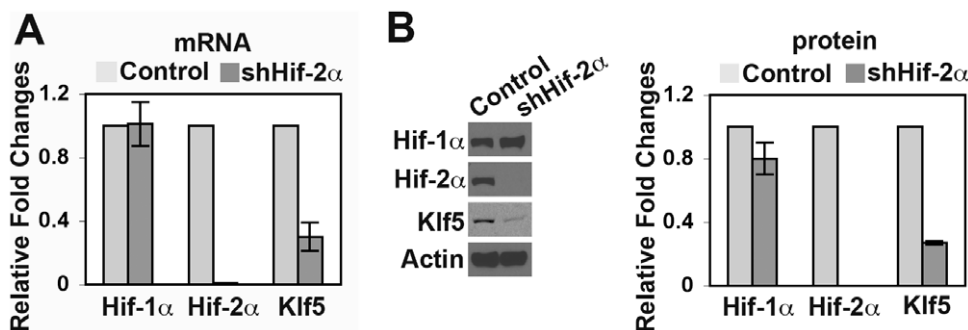 A
mRNA
Control shHif-2α
Relative Fold Changes
1.2
0.8
0.4
0
Hif-1α Hif-2α Klf5
B
Control
shHif-2α
Hif-1α
Hif-2α
Klf5
Actin
protein
Control shHif-2α
Relative Fold Changes
1.2
0.8
0.4
0
Hif-1α Hif-2α Klf5